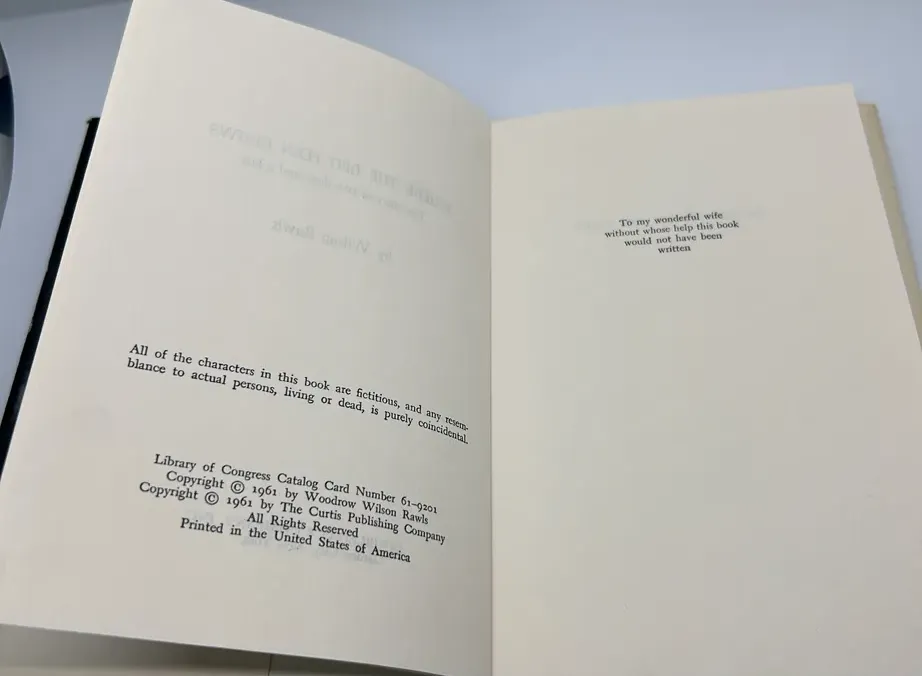 All of the characters in this book are fictitious, and any resem-
blance to actual persons, living or dead, is purely coincidental.
Library of Congress Catalog Card Number 61-9201
Copyright © 1961 by Woodrow Wilson Rawls
Copyright © 1961 by The Curtis Publishing Company
All Rights Reserved
Printed in the United States of America
To my wonderful wife
without whose help this book
would not have been
written